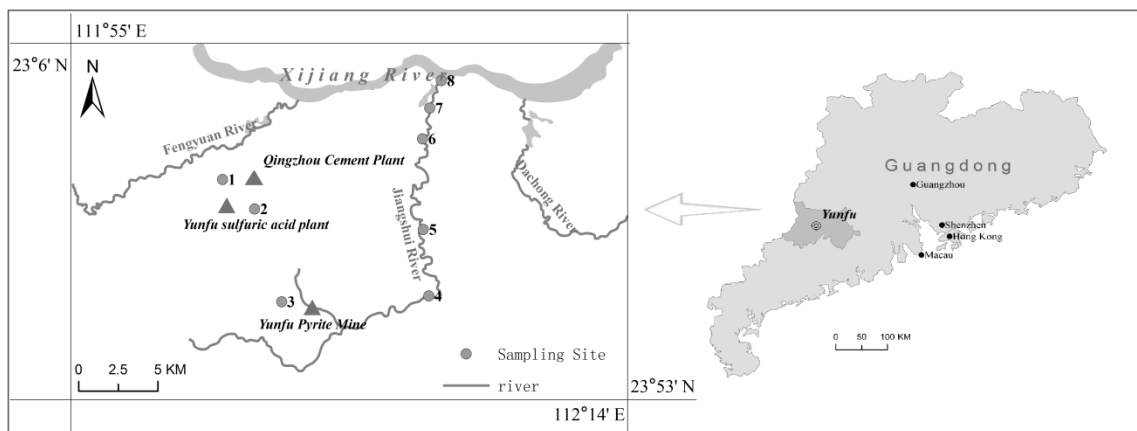 111°55' E
23°6' N
N
Xijiang River
8
7
6
Fengyuan River
Qingzhou Cement Plant
1
2
Yunfu sulfuric acid plant
Jiangshui River
Dachong River
5
3
4
Yunfu Pyrite Mine
Sampling Site
river
0 2.5 5 KM
23°53' N
112°14' E
Guangdong
Guangzhou
Yunfu
Shenzhen
Hong Kong
Macau
0 50 100 KM